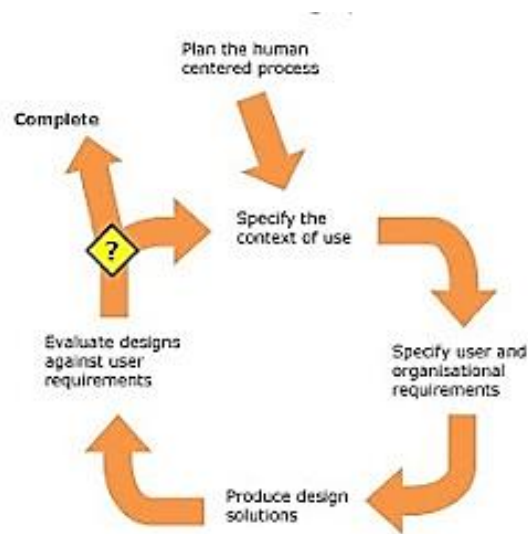 Plan the human
centered process
Complete
Specify the
context of use
?
Evaluate designs
against user
requirements
Specify user and
organisational
requirements
Produce design
solutions